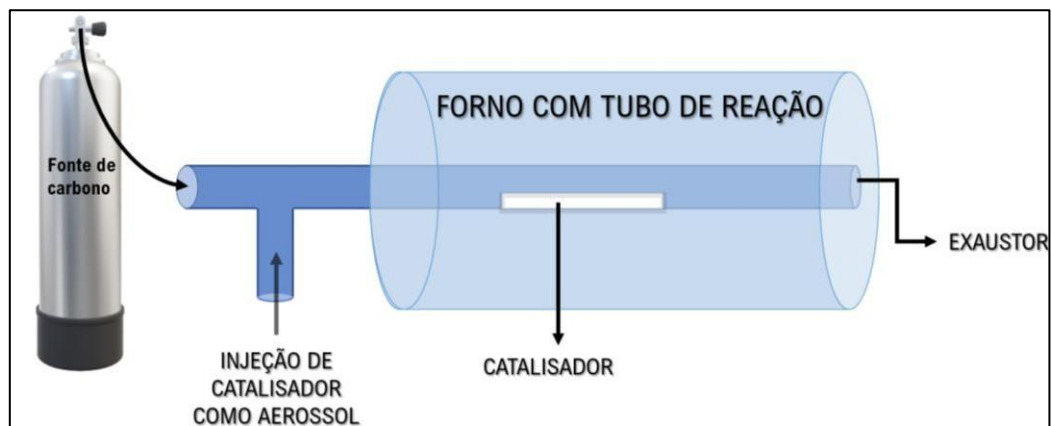 Fonte de
carbono
FORNO COM TUBO DE REAÇÃO
EXAUSTOR
INJEÇÃO DE
CATALISADOR
COMO AEROSSOL
CATALISADOR